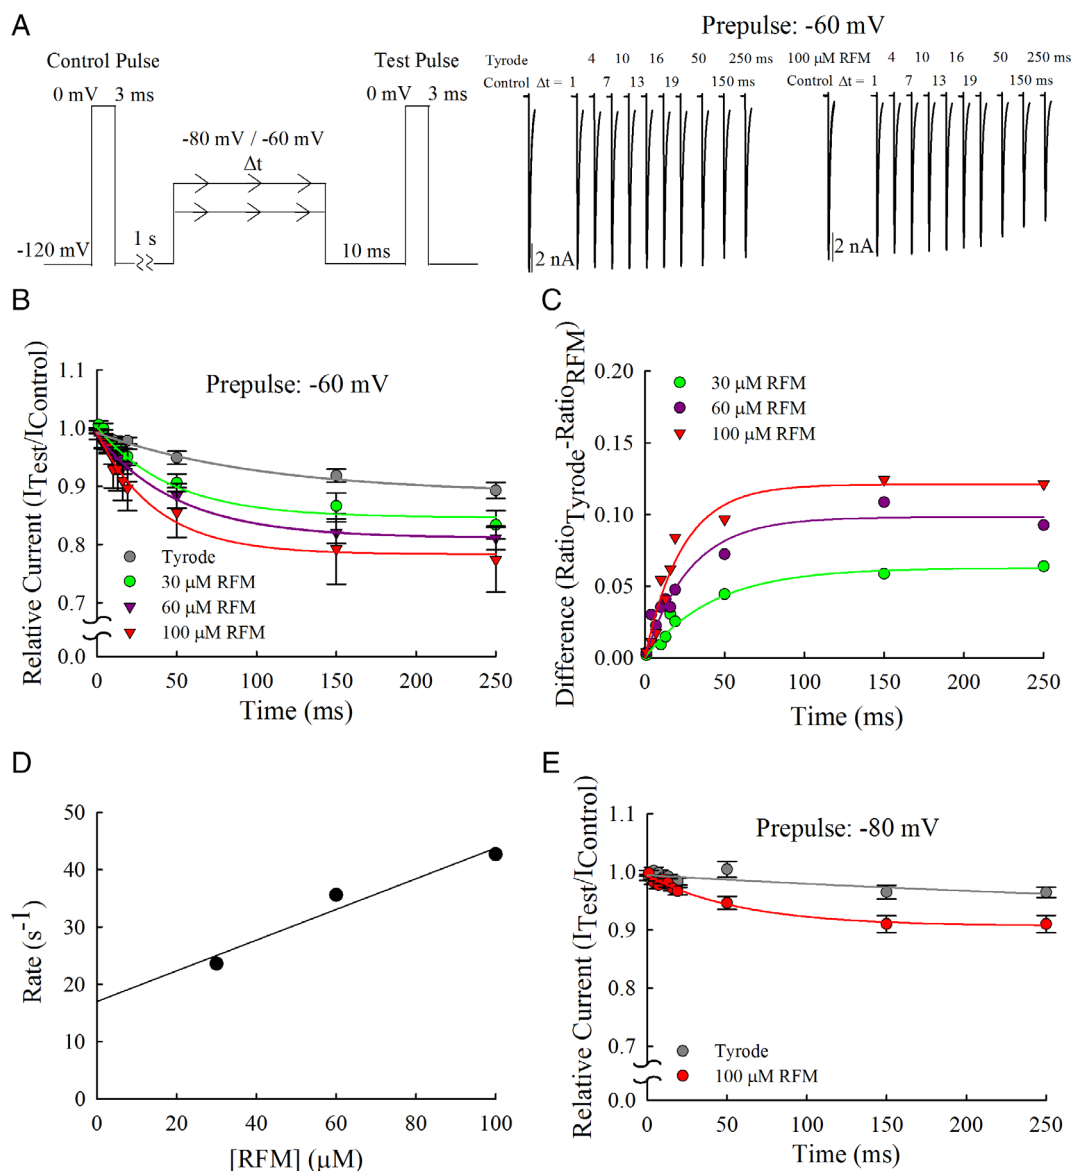 A
Control Pulse
0 mV
3 ms
-80 mV / -60 mV
Δt
Test Pulse
0 mV
3 ms
-120 mV
1 s
10 ms
Prepulse: -60 mV
Tyrode
4 10 16 50 250 ms
Control Δt = 1 7 13 19 150 ms
2 nA
100 μM RFM 4 10 16 50 250 ms
Control Δt = 1 7 13 19 150 ms
2 nA
B
Prepulse: -60 mV
Relative Current (ITest/IControl)
1.1
1.0
0.9
0.8
0.7
0.0
Tyrode
30 μM RFM
60 μM RFM
100 μM RFM
0 50 100 150 200 250
Time (ms)
C
Difference (RatioTyrode-RatioRFM)
0.20
0.15
0.10
0.05
0.00
30 μM RFM
60 μM RFM
100 μM RFM
0 50 100 150 200 250
Time (ms)
D
Rate (s-1)
50
40
30
20
10
0
0 20 40 60 80 100
[RFM] (μM)
E
Prepulse: -80 mV
Relative Current (ITest/IControl)
1.1
1.0
0.9
0.8
0.7
0.0
Tyrode
100 μM RFM
0 50 100 150 200 250
Time (ms)